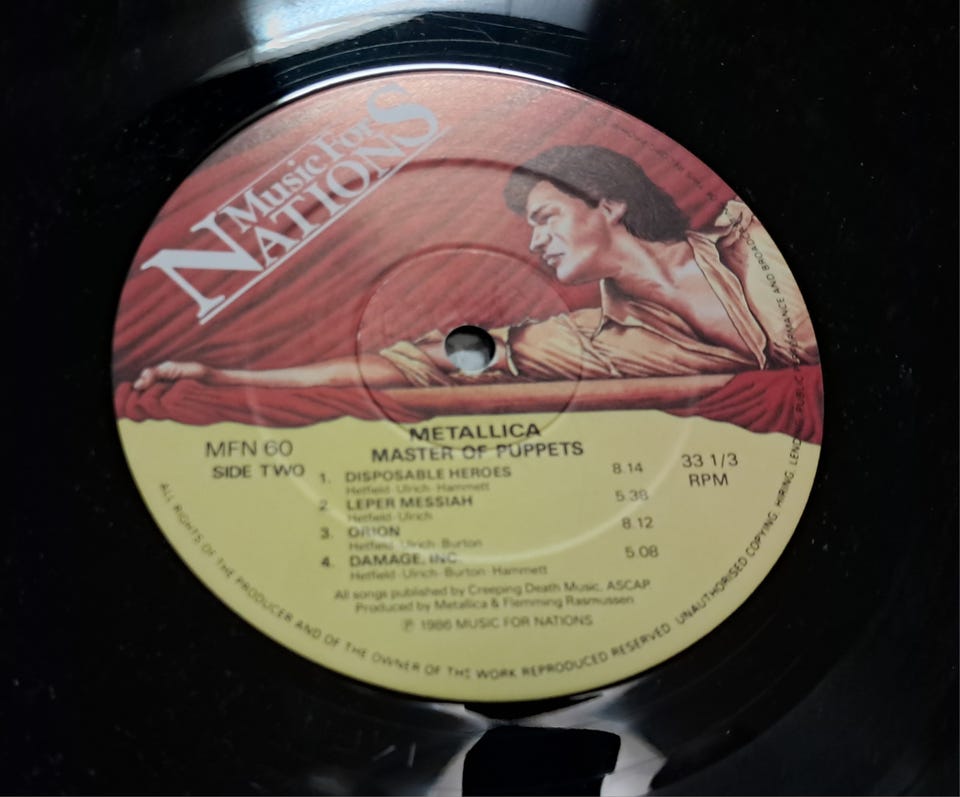 Music For
NATIONS
METALLICA
MASTER OF PUPPETS
MFN 60
SIDE TWO
33 1/3
RPM
1. DISPOSABLE HEROES 8.14
Hetfield · Ulrich · Hammett
2. LEPER MESSIAH 5.38
Hetfield · Ulrich
3. ORION 8.12
Hetfield · Ulrich · Burton
4. DAMAGE, INC. 5.08
Hetfield · Ulrich · Burton · Hammett
All songs published by Creeping Death Music, ASCAP
Produced by Metallica & Flemming Rasmussen
℗ 1986 MUSIC FOR NATIONS
ALL RIGHTS OF THE PRODUCER AND OF THE OWNER OF THE WORK REPRODUCED RESERVED UNAUTHORISED COPYING, HIRING, LENDING, PUBLIC PERFORMANCE AND